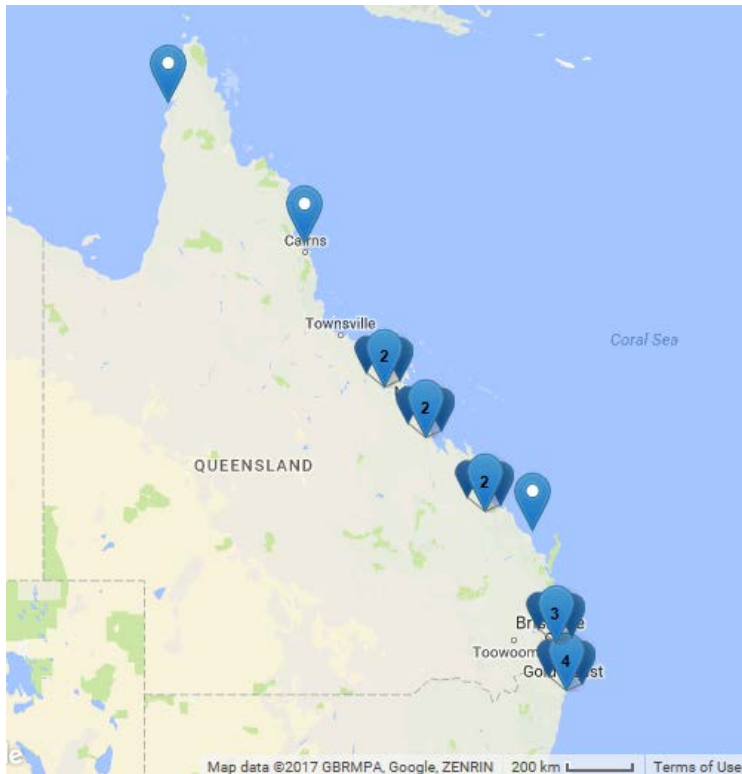 Cairns
Townsville
Coral Sea
2
2
QUEENSLAND
2
3
Toowoom
4
Map data ©2017 GBRMPA, Google, ZENRIN 200 km Terms of Use